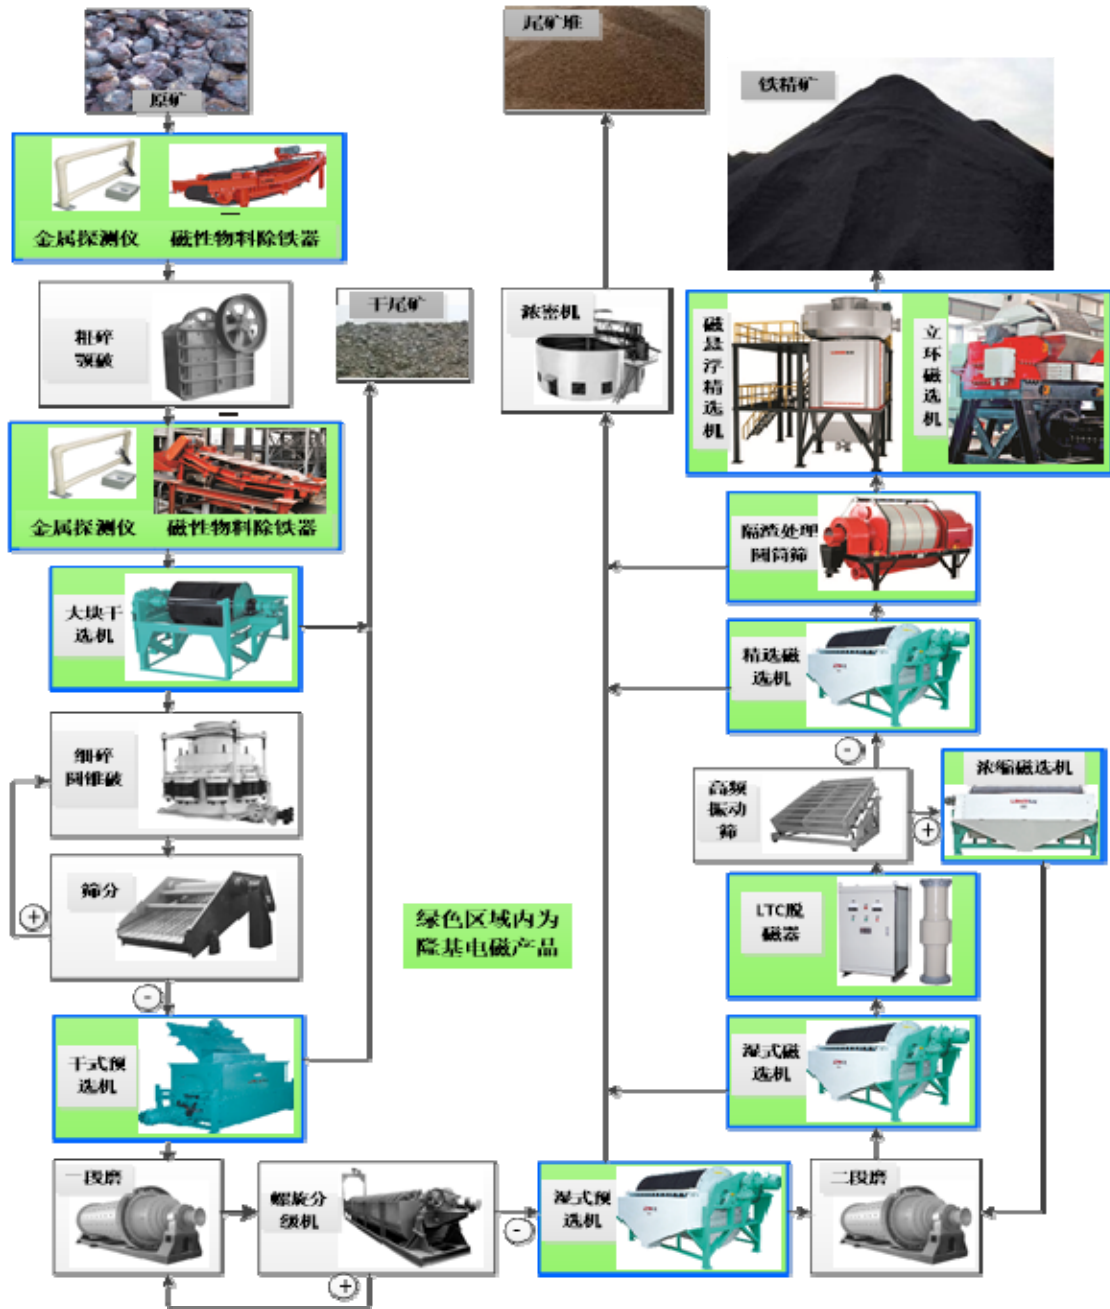 原矿
金属探测仪
磁性物料除铁器
粗碎
颚破
金属探测仪
磁性物料除铁器
大块干
选机
细碎
圆锥破
筛分
+
-
干式预
选机
一段磨
螺旋分
级机
+
-
湿式预
选机
二段磨
湿式磁
选机
LTC脱
磁器
高频
振动
筛
+
浓缩磁选机
-
精选磁
选机
隔渣处理
圆筒筛
磁悬浮精选机
立环磁选机
铁精矿
浓密机
尾矿堆
干尾矿
绿色区域内为
隆基电磁产品